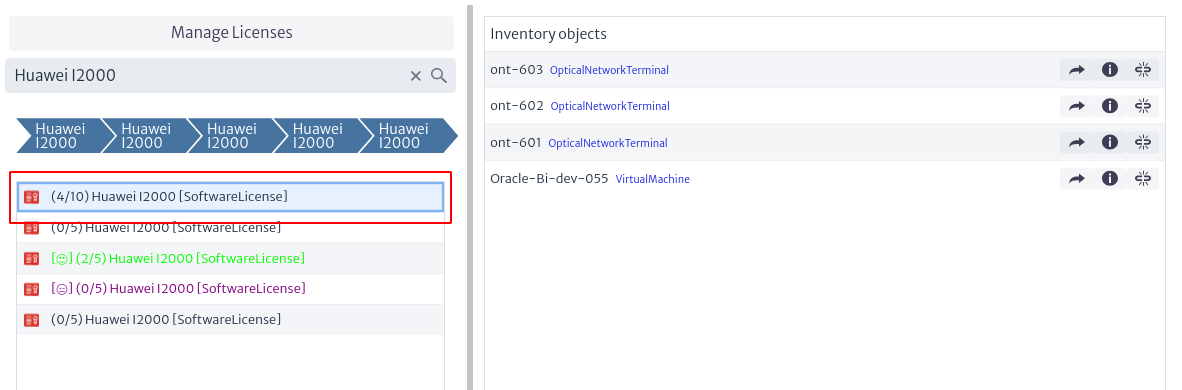 Manage Licenses
Huawei I2000
Huawei I2000
Huawei I2000
Huawei I2000
Huawei I2000
Huawei I2000
(4/10) Huawei I2000 [SoftwareLicense]
(0/5) Huawei I2000 [SoftwareLicense]
[☺] (2/5) Huawei I2000 [SoftwareLicense]
[😐] (0/5) Huawei I2000 [SoftwareLicense]
(0/5) Huawei I2000 [SoftwareLicense]
Inventory objects
ont-603 OpticalNetworkTerminal
ont-602 OpticalNetworkTerminal
ont-601 OpticalNetworkTerminal
Oracle-Bi-dev-055 VirtualMachine